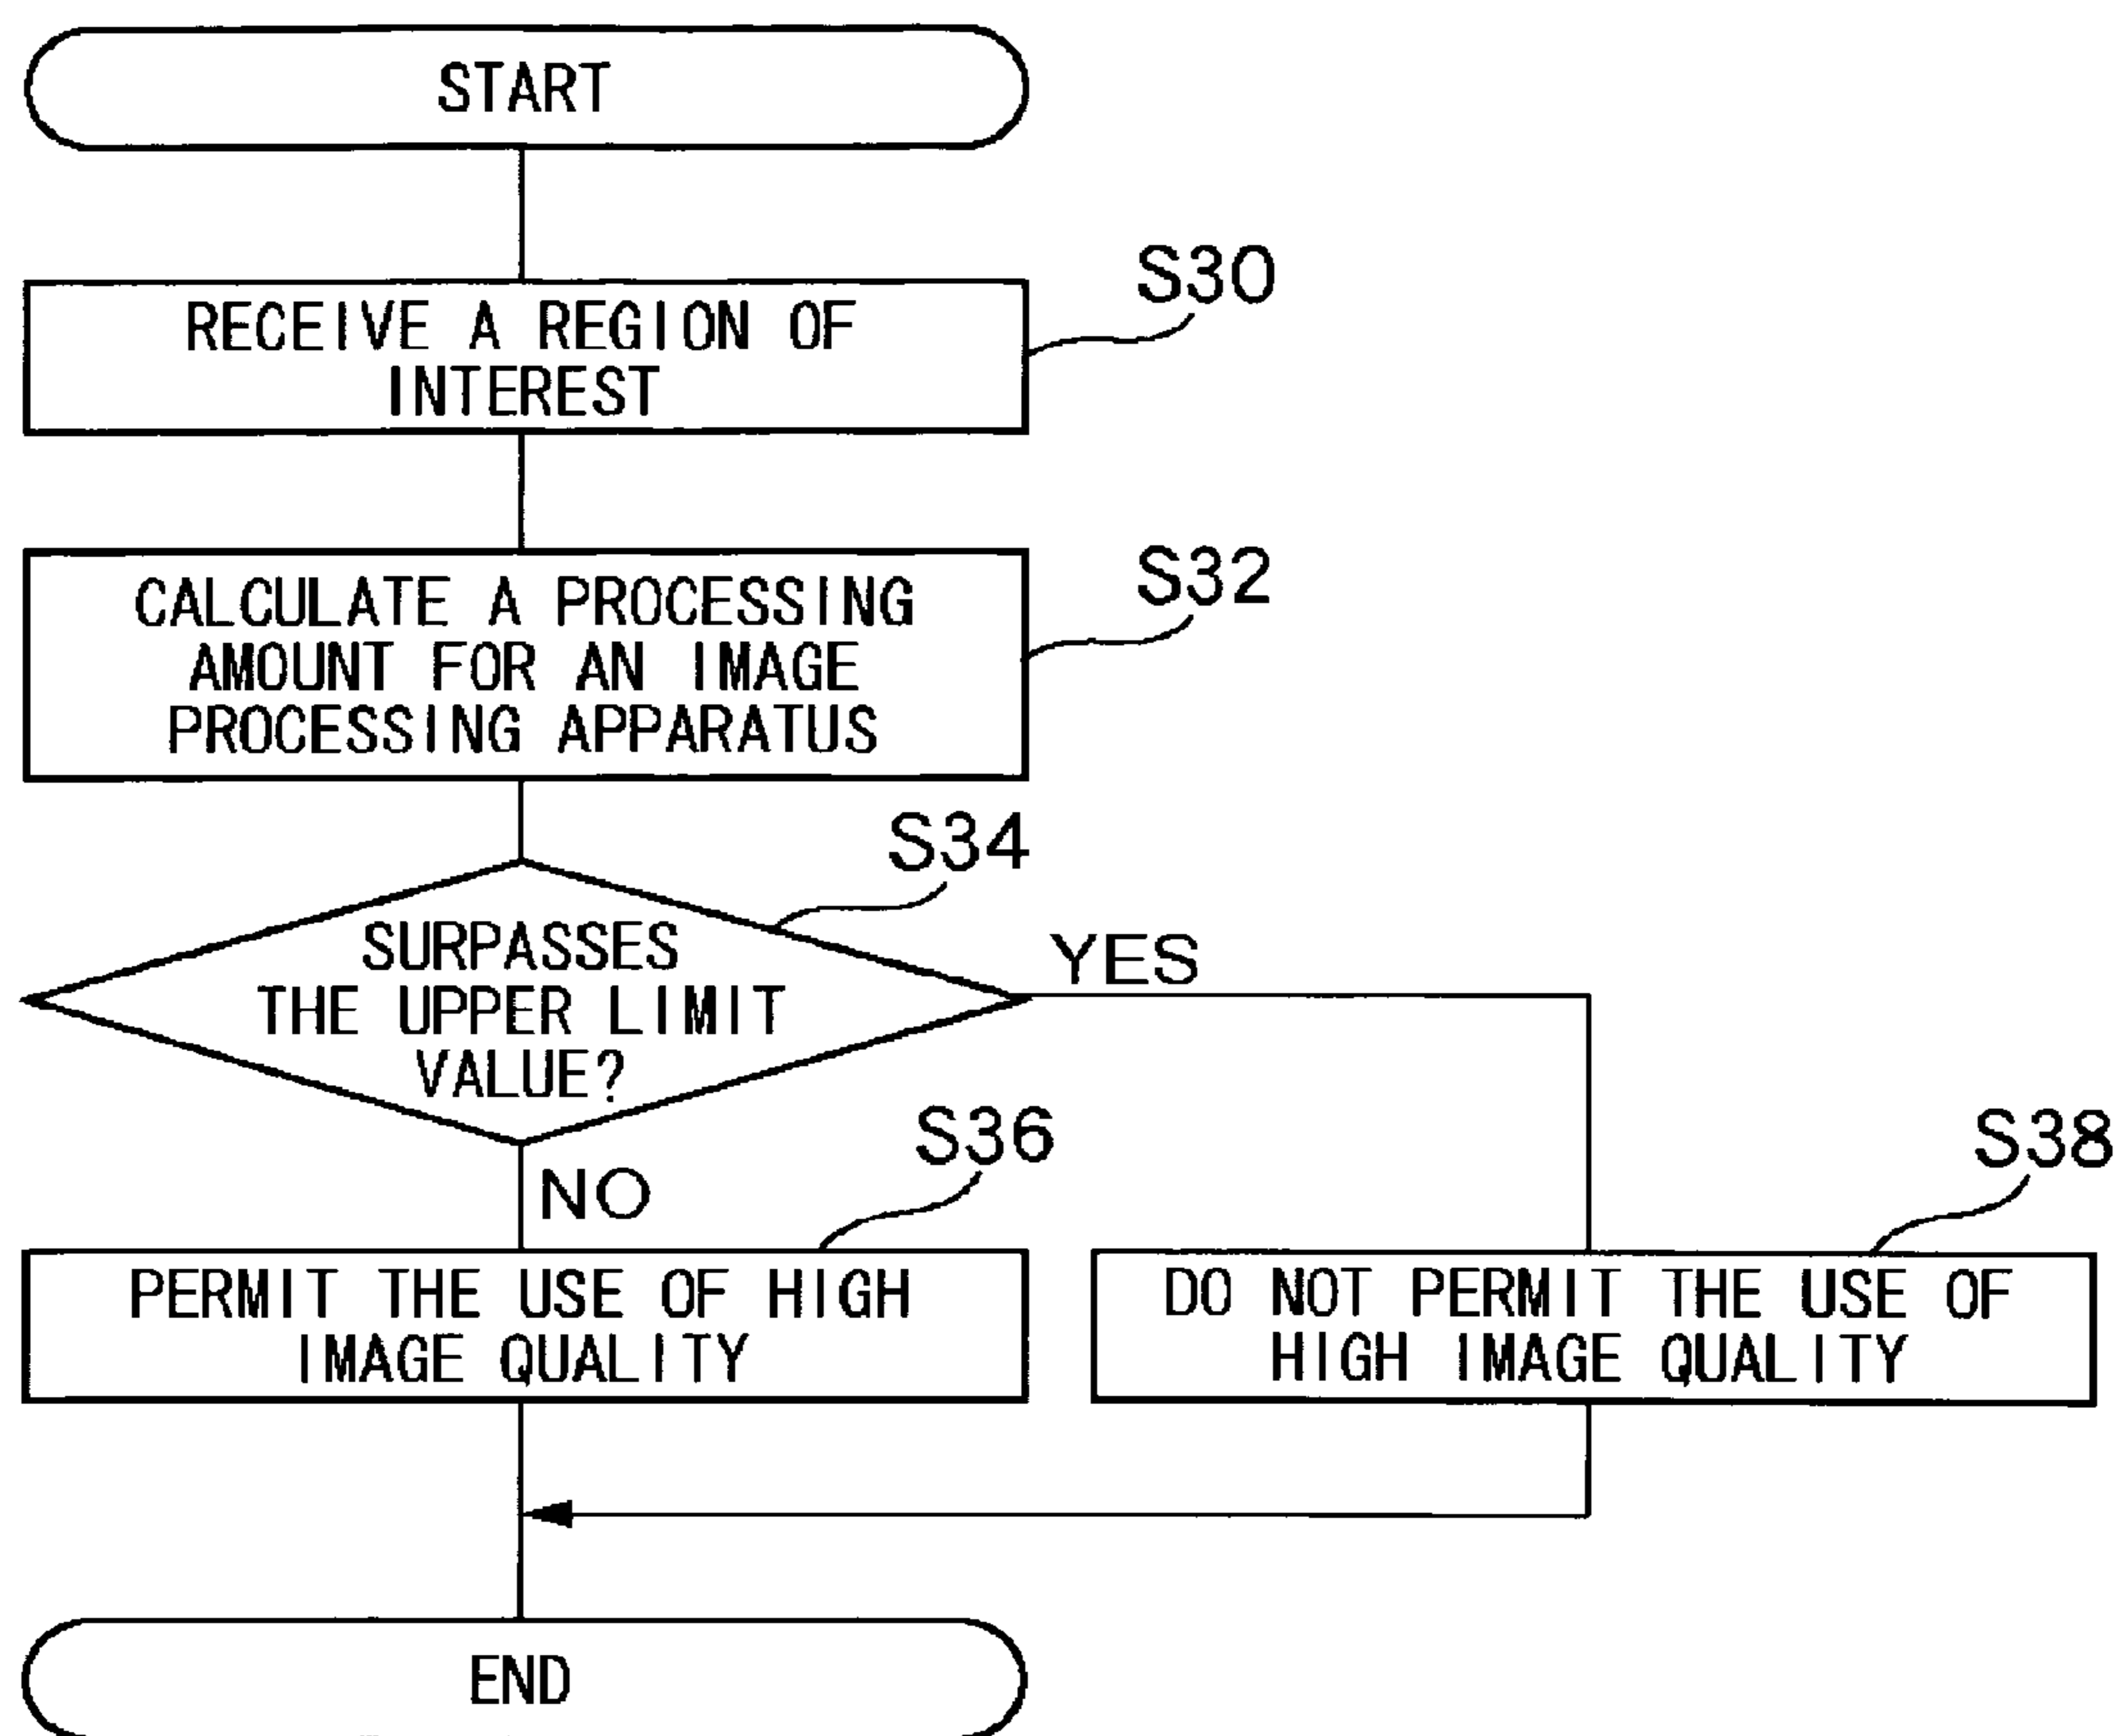 START
S30
RECEIVE A REGION OF
INTEREST
S32
CALCULATE A PROCESSING
AMOUNT FOR AN IMAGE
PROCESSING APPARATUS
S34
SURPASSES
THE UPPER LIMIT
VALUE?
YES
NO
S36
PERMIT THE USE OF HIGH
IMAGE QUALITY
S38
DO NOT PERMIT THE USE OF
HIGH IMAGE QUALITY
END